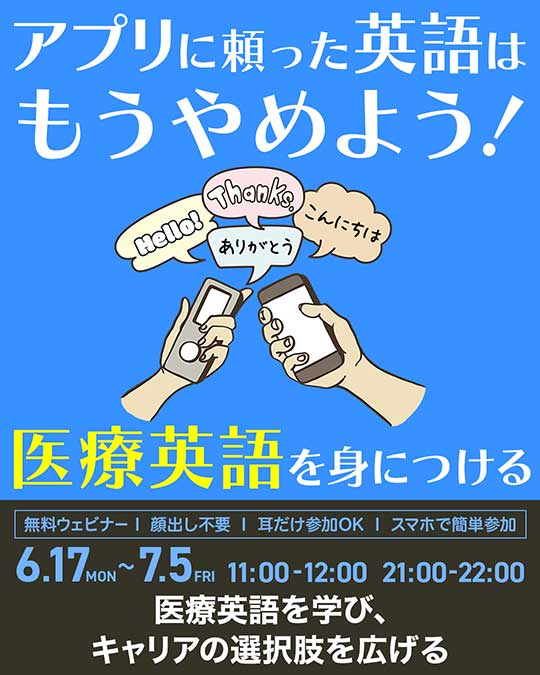 アプリに頼った英語は
もうやめよう!
Thanks.
Hello!
こんにちは
ありがとう
医療英語を身につける
無料ウェビナー | 顔出し不要 | 耳だけ参加OK | スマホで簡単参加
6.17MON~7.5FRI 11:00-12:00 21:00-22:00
医療英語を学び、
キャリアの選択肢を広げる